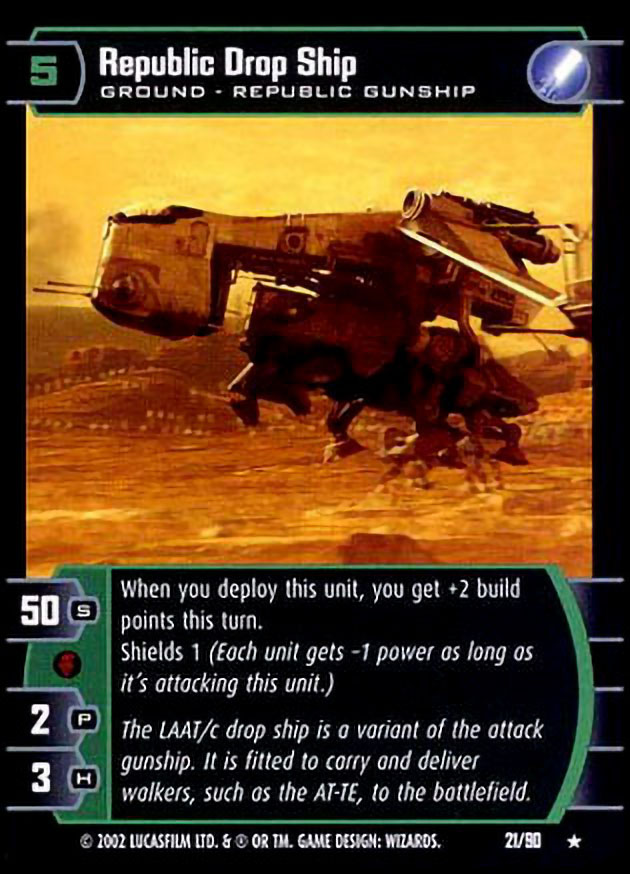 5
Republic Drop Ship
GROUND - REPUBLIC GUNSHIP
50 S
When you deploy this unit, you get +2 build
points this turn.
Shields 1 (Each unit gets -1 power as long as
it's attacking this unit.)
2 P
The LAAT/c drop ship is a variant of the attack
gunship. It is fitted to carry and deliver
3 H
walkers, such as the AT-TE, to the battlefield.
© 2002 LUCASFILM LTD. & ® OR TM. GAME DESIGN: WIZARDS. 21/90 ★